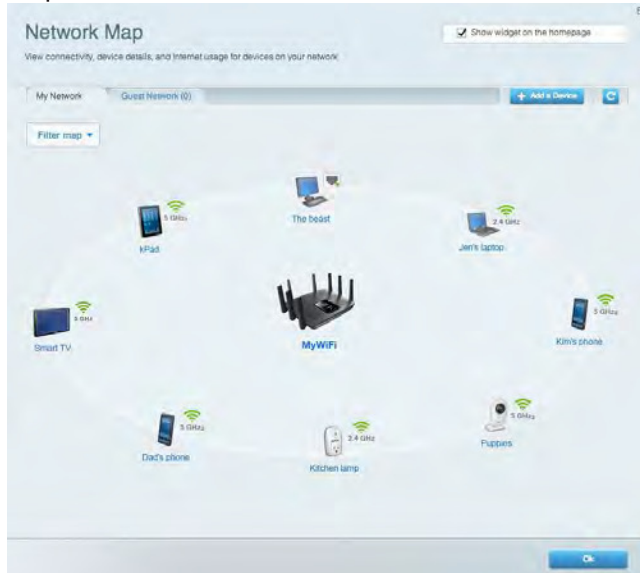 Network Map
Show widget on the homepage
View connectivity, device details, and Internet usage for devices on your network
My Network
Guest Network (0)
+ Add a Device
Filter map
The beast
5 GHz
kPad
2.4 GHz
Jen's laptop
5 GHz
Smart TV
MyWiFi
5 GHz
Kim's phone
5 GHz
Dad's phone
2.4 GHz
Kitchen lamp
5 GHz
Puppies
Ok